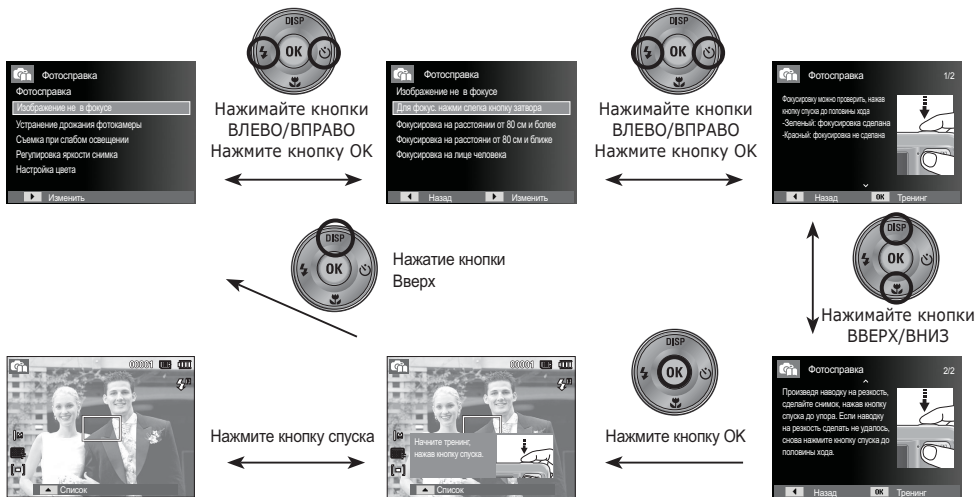 DISP
OK
DISP
OK
Фотосправка
Фотосправка
Изображение не в фокусе
Устранение дрожания фотокамеры
Съемка при слабом освещении
Регулировка яркости снимка
Настройка цвета
Изменить
Нажимайте кнопки
ВЛЕВО/ВПРАВО
Нажмите кнопку OK
Фотосправка
Изображение не в фокусе
Для фокус. нажми слегка кнопку затвора
Фокусировка на расстоянии от 80 см и более
Фокусировка на расстояни от 80 см и ближе
Фокусировка на лице человека
Назад Изменить
Нажимайте кнопки
ВЛЕВО/ВПРАВО
Нажмите кнопку OK
Фотосправка 1/2
Фокусировку можно проверить, нажав
кнопку спуска до половины хода
-Зеленый: фокусировка сделана
-Красный: фокусировка не сделана
Назад OK Тренинг
DISP
OK
Нажатие кнопки
Вверх
DISP
OK
Нажимайте кнопки
ВВЕРХ/ВНИЗ
00001
Список
Нажмите кнопку спуска
00001
Начните тренинг,
нажав кнопку спуска.
Список
DISP
OK
Нажмите кнопку OK
Фотосправка 2/2
Произведя наводку на резкость,
сделайте снимок, нажав кнопку
спуска до упора. Если наводку
на резкость сделать не удалось,
снова нажмите кнопку спуска до
половины хода.
Назад OK Тренинг